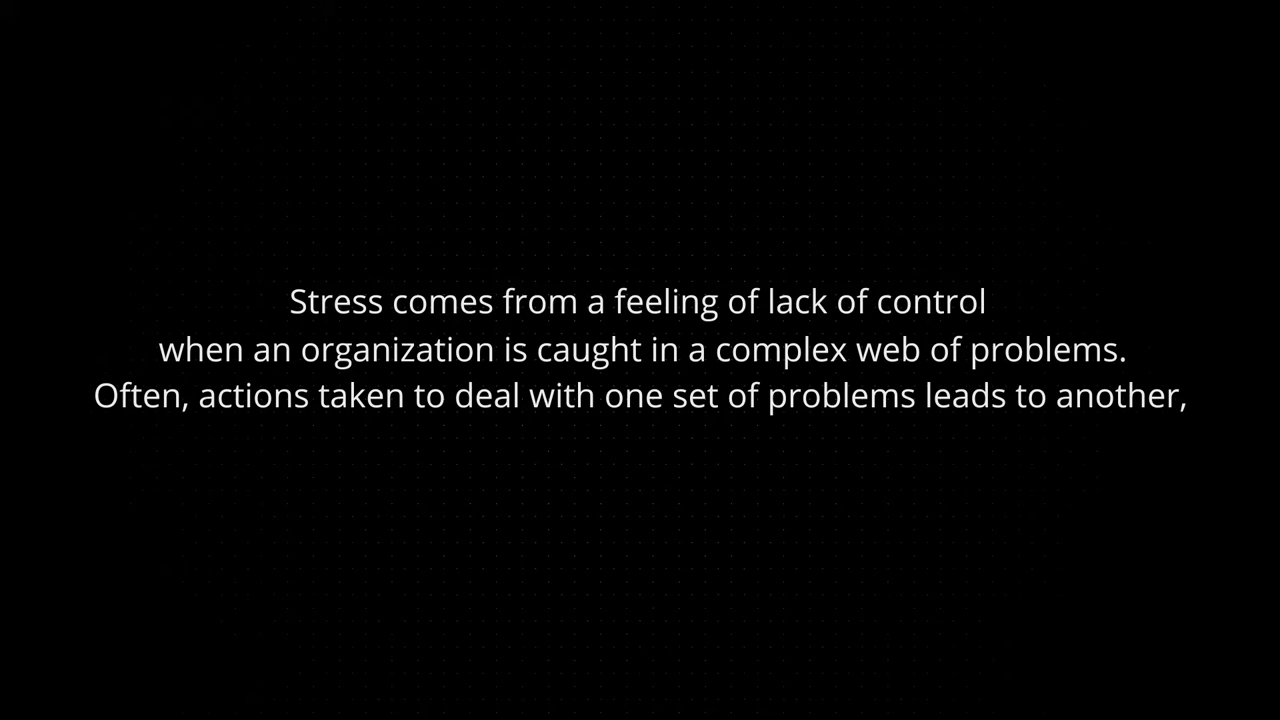 Stress comes from a feeling of lack of control
when an organization is caught in a complex web of problems.
Often, actions taken to deal with one set of problems leads to another,